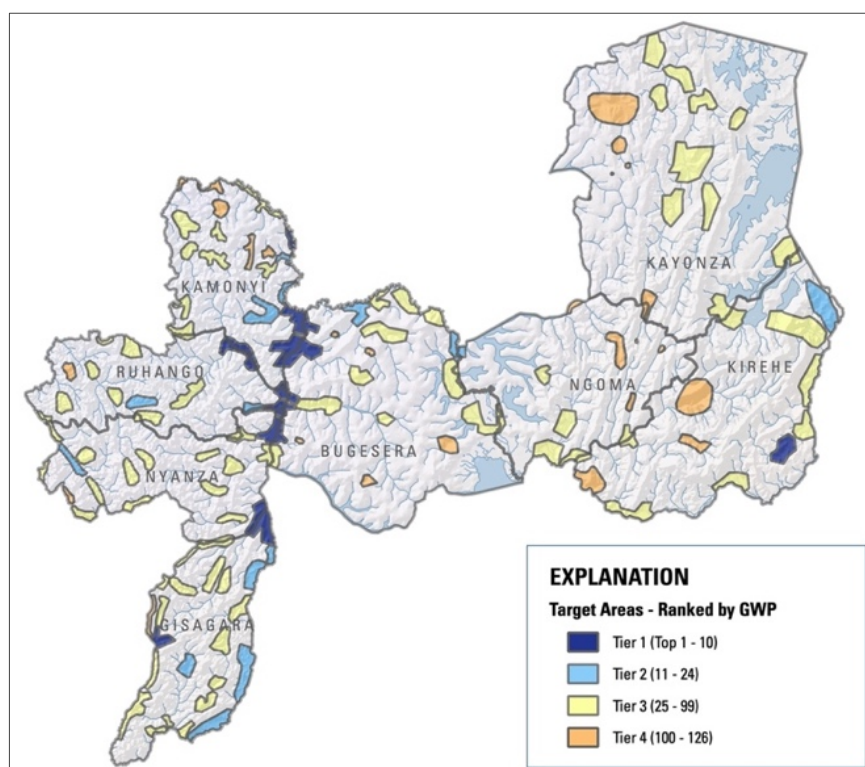 KAYONZA
KAMONYI
RUHANGO
NGOMA
KIREHE
BUGESERA
NYANZA
GISAGARA
EXPLANATION
Target Areas - Ranked by GWP
Tier 1 (Top 1 - 10)
Tier 2 (11 - 24)
Tier 3 (25 - 99)
Tier 4 (100 - 126)